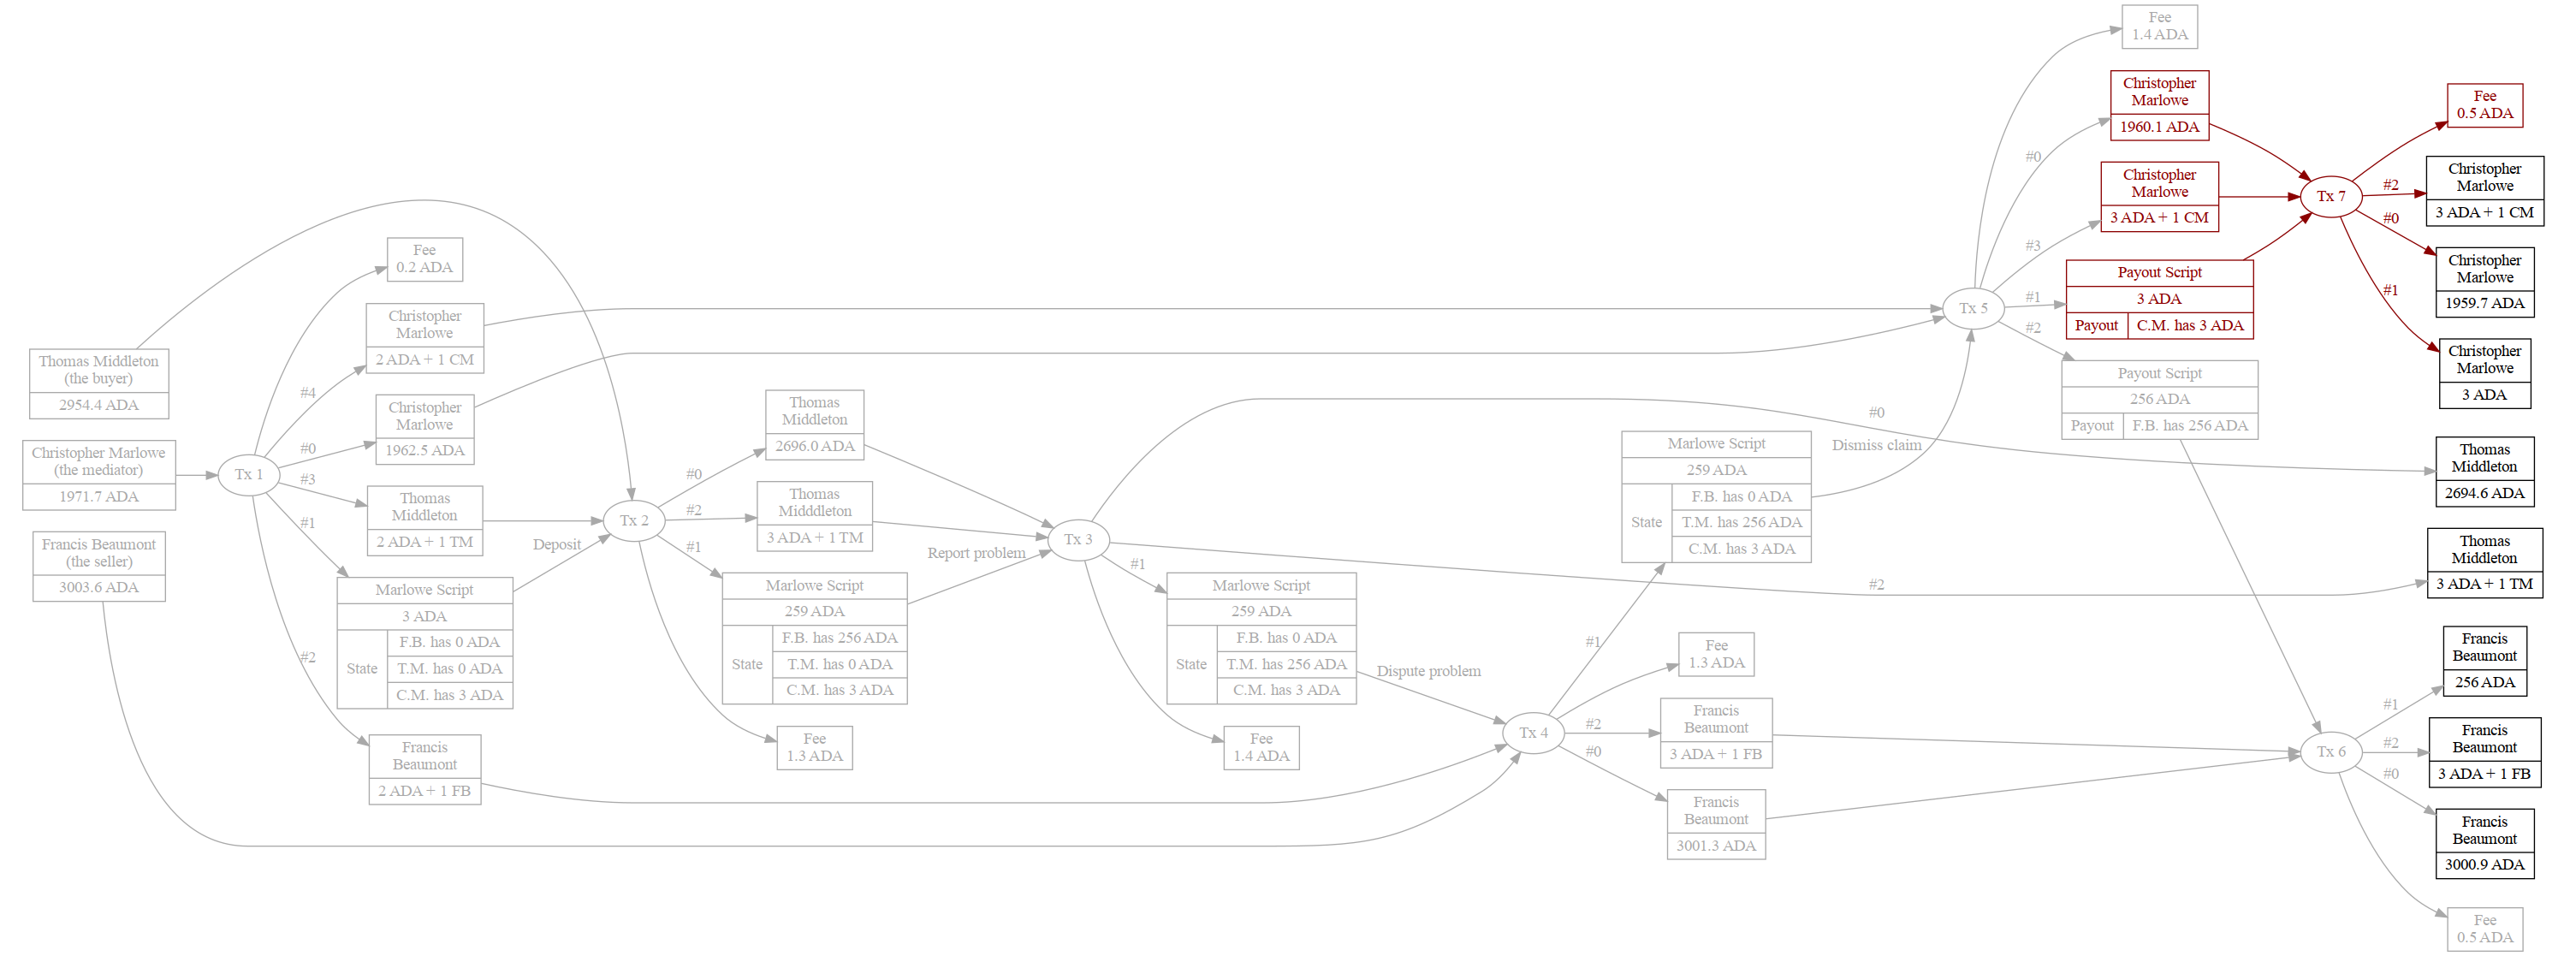 Thomas Middleton
(the buyer)
2954.4 ADA
Christopher Marlowe
(the mediator)
1971.7 ADA
Francis Beaumont
(the seller)
3003.6 ADA
Tx 1
#4
#0
#3
#1
#2
Fee
0.2 ADA
Christopher
Marlowe
2 ADA + 1 CM
Christopher
Marlowe
1962.5 ADA
Thomas
Middleton
2 ADA + 1 TM
Marlowe Script
3 ADA
State
F.B. has 0 ADA
T.M. has 0 ADA
C.M. has 3 ADA
Francis
Beaumont
2 ADA + 1 FB
Deposit
Tx 2
#0
#2
#1
Thomas
Middleton
2696.0 ADA
Thomas
Midddleton
3 ADA + 1 TM
Marlowe Script
259 ADA
State
F.B. has 256 ADA
T.M. has 0 ADA
C.M. has 3 ADA
Fee
1.3 ADA
Report problem
Tx 3
#1
#0
#2
Marlowe Script
259 ADA
State
F.B. has 0 ADA
T.M. has 256 ADA
C.M. has 3 ADA
Fee
1.4 ADA
Dispute problem
Tx 4
#1
#2
#0
Marlowe Script
259 ADA
State
F.B. has 0 ADA
T.M. has 256 ADA
C.M. has 3 ADA
Fee
1.3 ADA
Francis
Beaumont
3 ADA + 1 FB
Francis
Beaumont
3001.3 ADA
Dismiss claim
Tx 5
#0
#3
#1
#2
Fee
1.4 ADA
Christopher
Marlowe
1960.1 ADA
Christopher
Marlowe
3 ADA + 1 CM
Payout Script
3 ADA
Payout
C.M. has 3 ADA
Payout Script
256 ADA
Payout
F.B. has 256 ADA
Tx 7
#2
#0
#1
Fee
0.5 ADA
Christopher
Marlowe
3 ADA + 1 CM
Christopher
Marlowe
1959.7 ADA
Christopher
Marlowe
3 ADA
Thomas
Middleton
2694.6 ADA
Thomas
Middleton
3 ADA + 1 TM
Tx 6
#1
#2
#0
Francis
Beaumont
256 ADA
Francis
Beaumont
3 ADA + 1 FB
Francis
Beaumont
3000.9 ADA
Fee
0.5 ADA